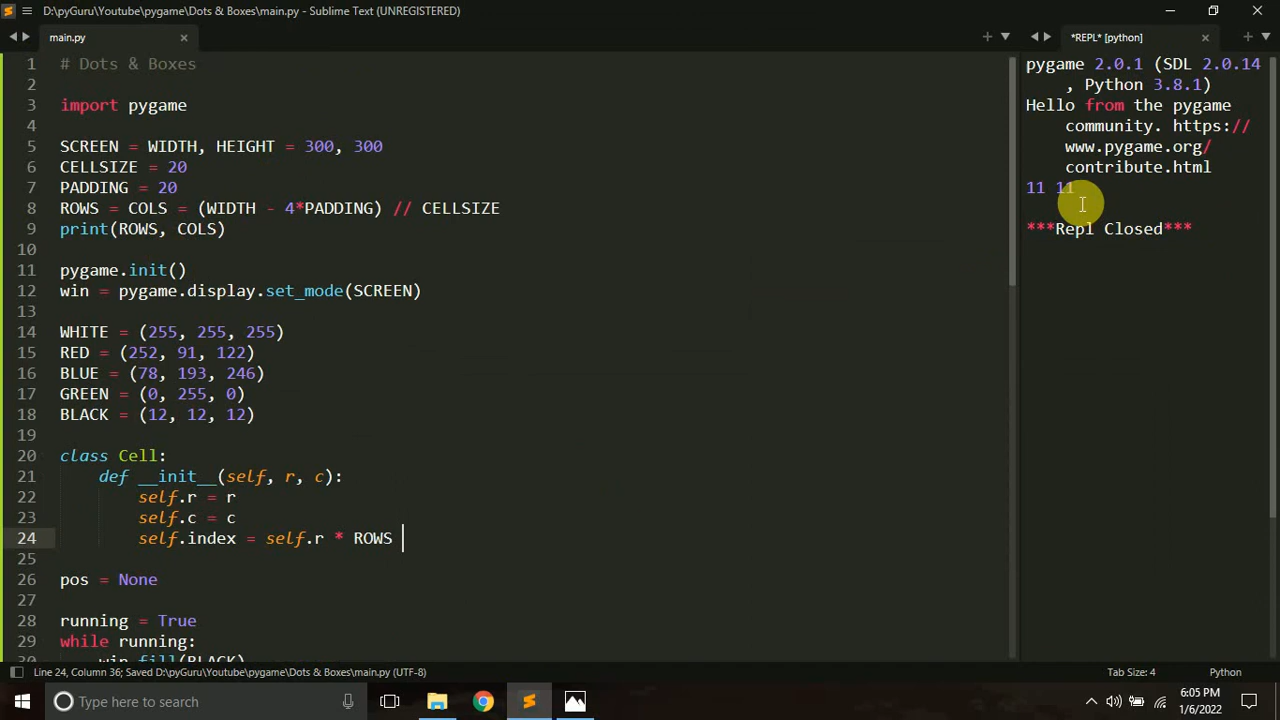 D:\pyGuru\Youtube\pygame\Dots & Boxes\main.py - Sublime Text (UNREGISTERED)
main.py
*REPL* [python]
1 # Dots & Boxes
2
3 import pygame
4
5 SCREEN = WIDTH, HEIGHT = 300, 300
6 CELLSIZE = 20
7 PADDING = 20
8 ROWS = COLS = (WIDTH - 4*PADDING) // CELLSIZE
9 print(ROWS, COLS)
10
11 pygame.init()
12 win = pygame.display.set_mode(SCREEN)
13
14 WHITE = (255, 255, 255)
15 RED = (252, 91, 122)
16 BLUE = (78, 193, 246)
17 GREEN = (0, 255, 0)
18 BLACK = (12, 12, 12)
19
20 class Cell:
21 def __init__(self, r, c):
22 self.r = r
23 self.c = c
24 self.index = self.r * ROWS
25
26 pos = None
27
28 running = True
29 while running:
30 win.fill(BLACK)
pygame 2.0.1 (SDL 2.0.14
, Python 3.8.1)
Hello from the pygame
community. https://
www.pygame.org/
contribute.html
11 11
***Repl Closed***
Line 24, Column 36; Saved D:\pyGuru\Youtube\pygame\Dots & Boxes\main.py (UTF-8)
Tab Size: 4
Python
Type here to search
6:05 PM
1/6/2022